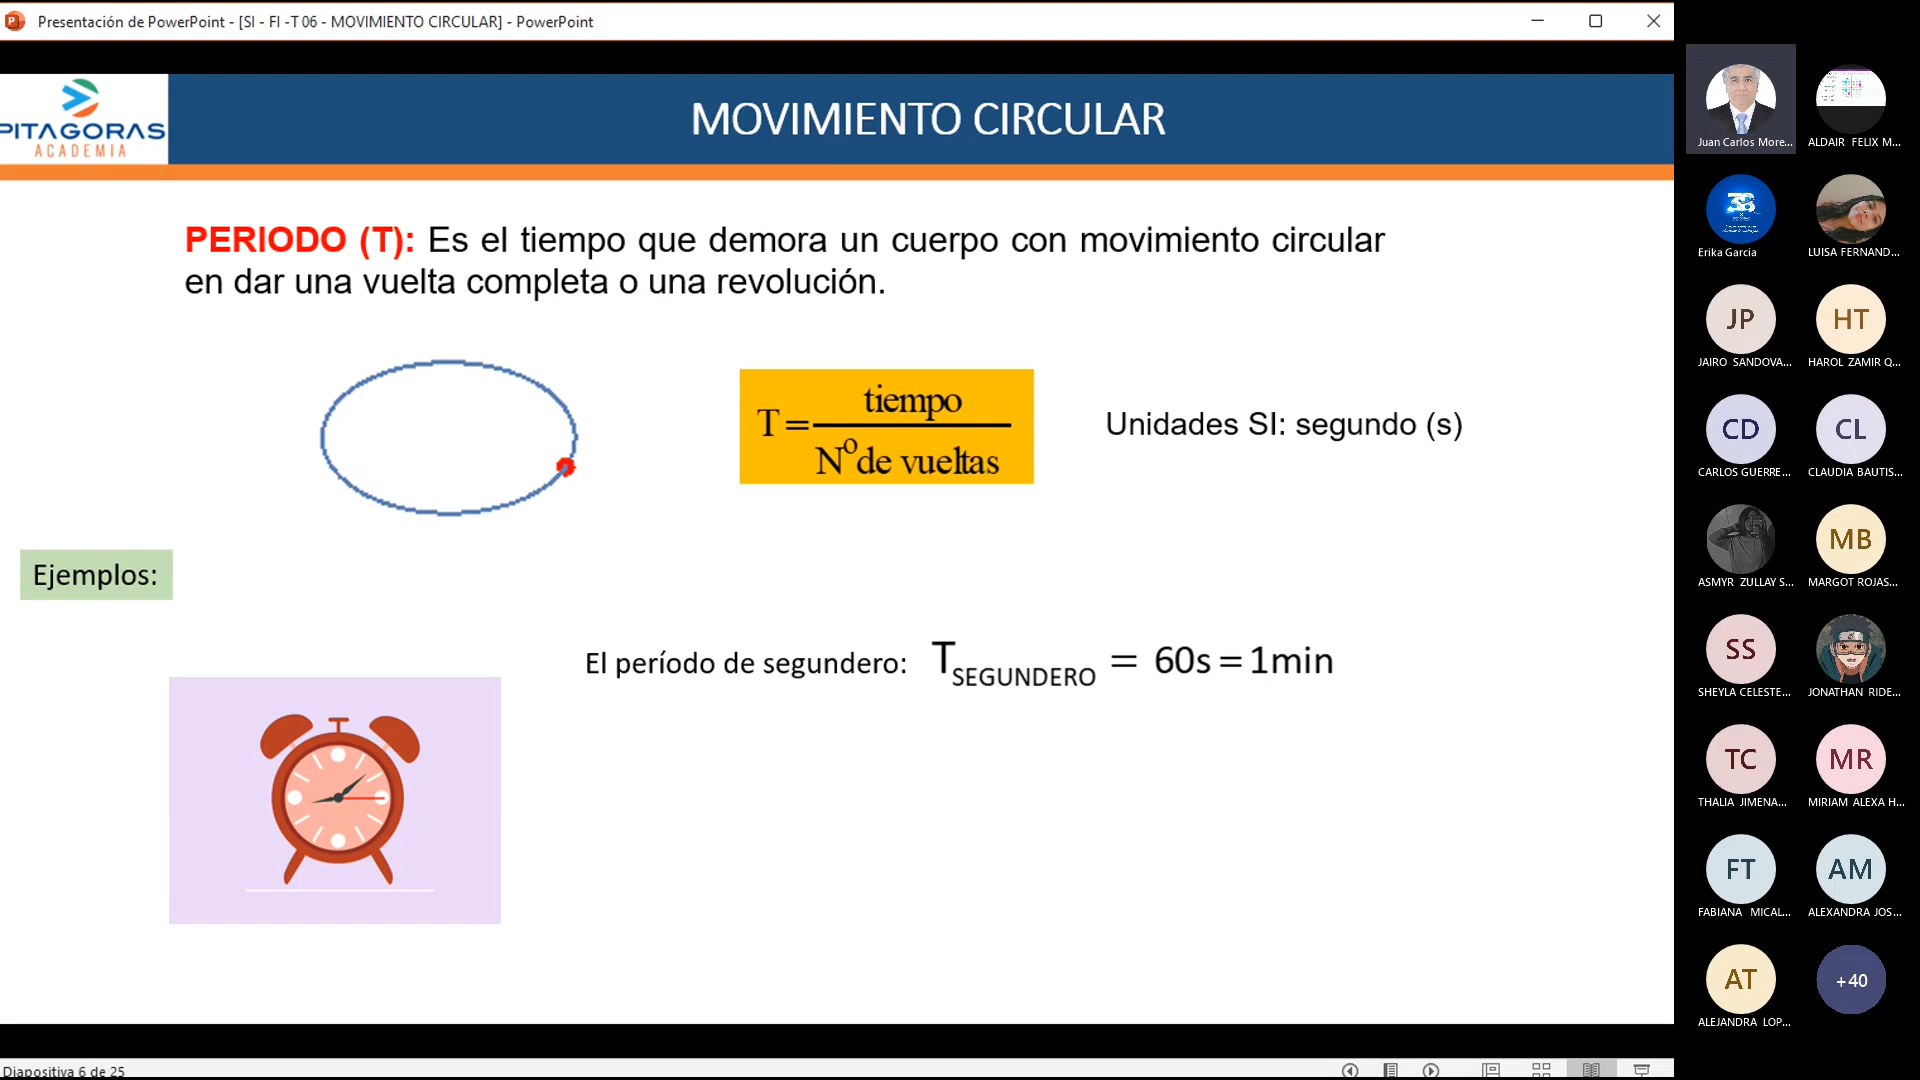 Presentación de PowerPoint - [SI - FI -T 06 - MOVIMIENTO CIRCULAR] - PowerPoint
PITAGORAS
ACADEMIA
MOVIMIENTO CIRCULAR
PERIODO (T): Es el tiempo que demora un cuerpo con movimiento circular
en dar una vuelta completa o una revolución.
T = tiempo / Nº de vueltas
Unidades SI: segundo (s)
Ejemplos:
El período de segundero: T SEGUNDERO = 60s = 1min
Diapositiva 6 de 25
Juan Carlos More...
ALDAIR FELIX M...
38
Erika Garcia
LUISA FERNAND...
JP
JAIRO SANDOVA...
HT
HAROL ZAMIR Q...
CD
CARLOS GUERRE...
CL
CLAUDIA BAUTIS...
ASMYR ZULLAY S...
MB
MARGOT ROJAS...
SS
SHEYLA CELESTE...
JONATHAN RIDE...
TC
THALIA JIMENA...
MR
MIRIAM ALEXA H...
FT
FABIANA MICAL...
AM
ALEXANDRA JOS...
AT
ALEJANDRA LOP...
+40